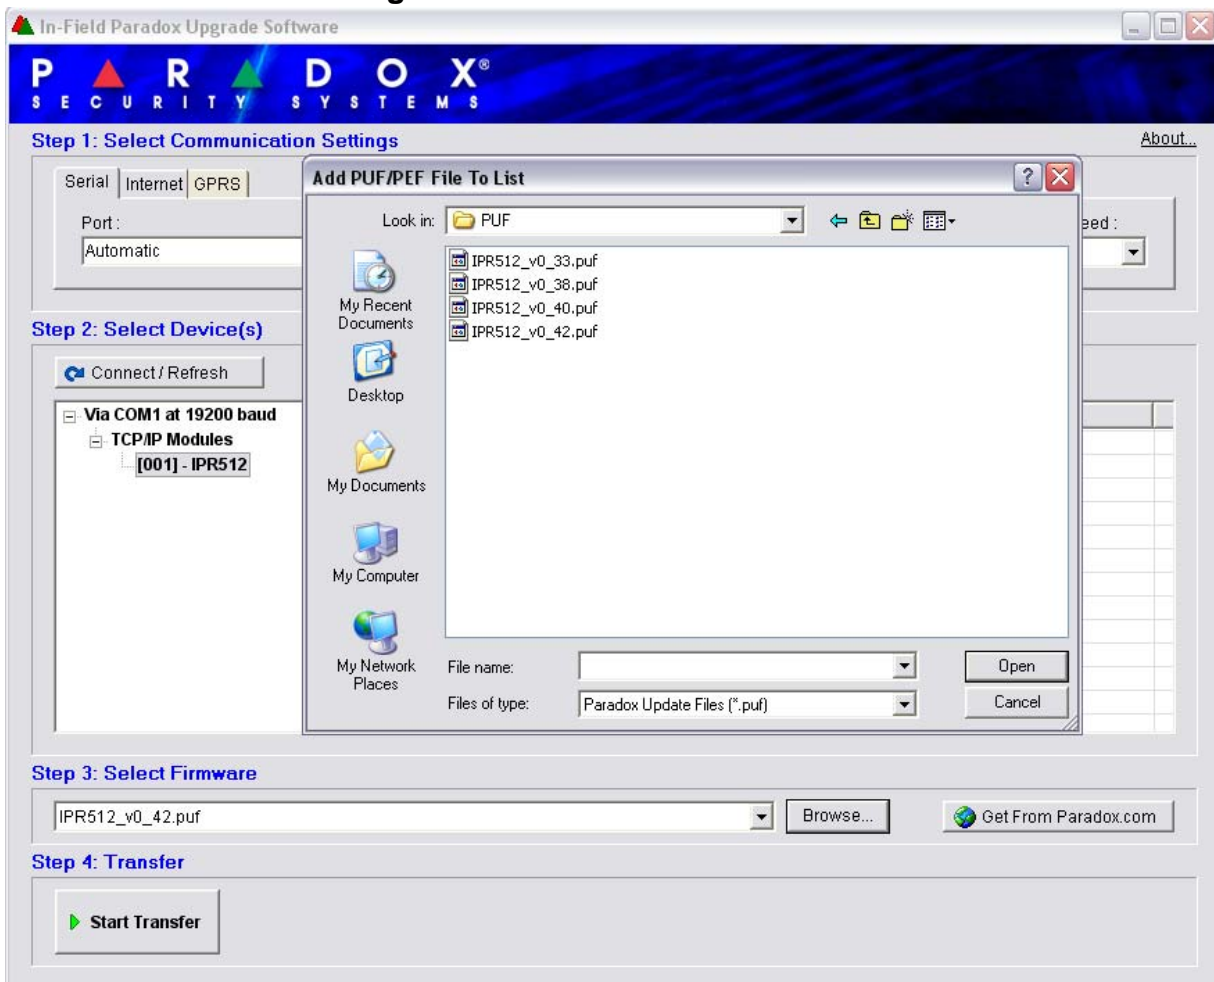 In-Field Paradox Upgrade Software
PARADOX®
SECURITY SYSTEMS
Step 1: Select Communication Settings
About...
Serial
Internet
GPRS
Port :
Automatic
eed :
Add PUF/PEF File To List
Look in:
PUF
IPR512_v0_33.puf
IPR512_v0_38.puf
IPR512_v0_40.puf
IPR512_v0_42.puf
My Recent
Documents
Desktop
My Documents
My Computer
My Network
Places
File name:
Open
Files of type:
Paradox Update Files (*.puf)
Cancel
Step 2: Select Device(s)
Connect / Refresh
Via COM1 at 19200 baud
TCP/IP Modules
[001] - IPR512
Step 3: Select Firmware
IPR512_v0_42.puf
Browse...
Get From Paradox.com
Step 4: Transfer
Start Transfer